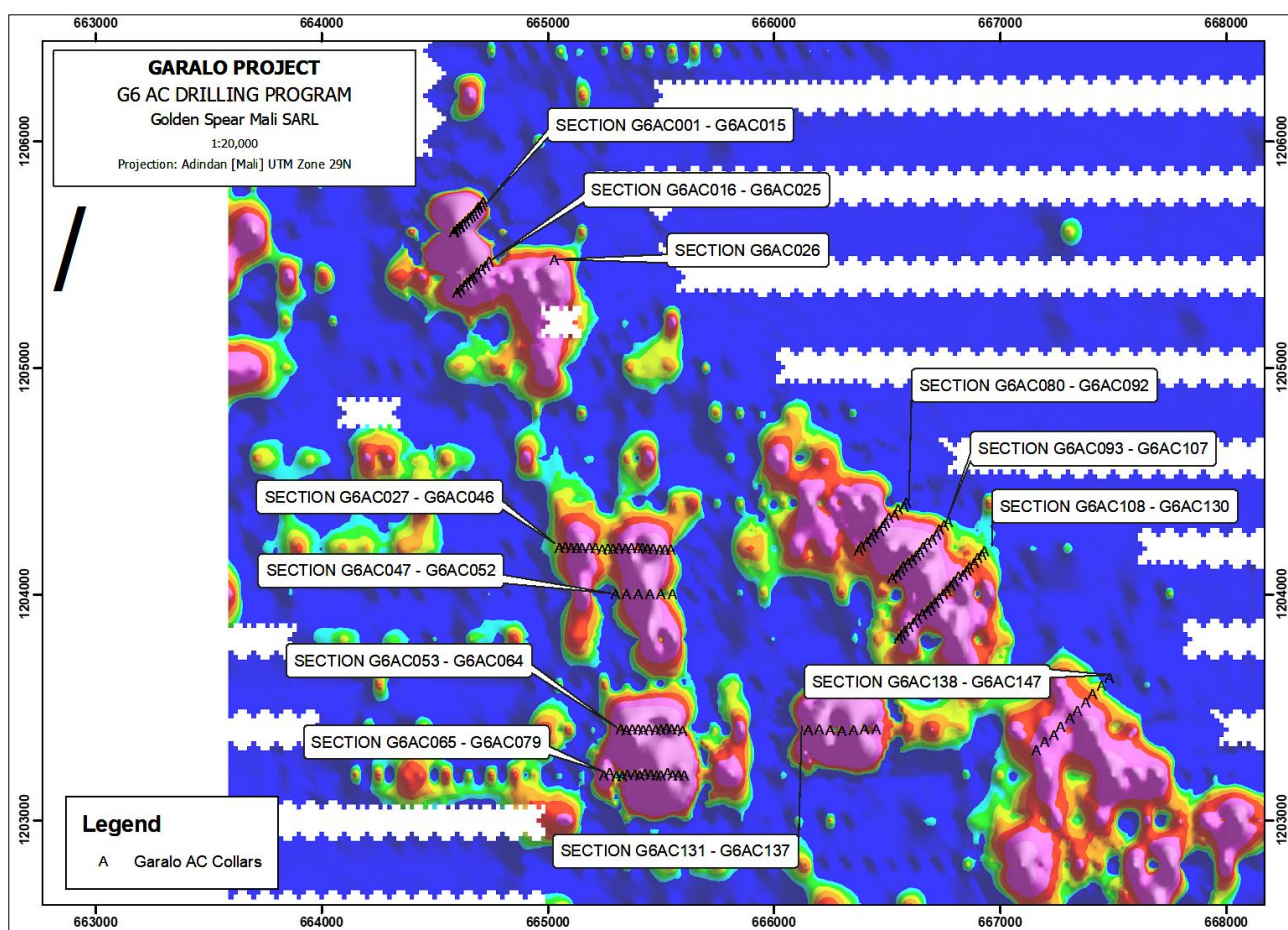 663000 664000 665000 666000 667000 668000
GARALO PROJECT
G6 AC DRILLING PROGRAM
Golden Spear Mali SARL
1:20,000
Projection: Adindan [Mali] UTM Zone 29N
SECTION G6AC001 - G6AC015
1206000 1206000
SECTION G6AC016 - G6AC025
SECTION G6AC026
1205000 1205000
SECTION G6AC080 - G6AC092
SECTION G6AC093 - G6AC107
SECTION G6AC027 - G6AC046
SECTION G6AC108 - G6AC130
SECTION G6AC047 - G6AC052
1204000 1204000
SECTION G6AC053 - G6AC064
SECTION G6AC138 - G6AC147
SECTION G6AC065 - G6AC079
1203000 1203000
Legend
SECTION G6AC131 - G6AC137
A Garalo AC Collars
663000 664000 665000 666000 667000 668000